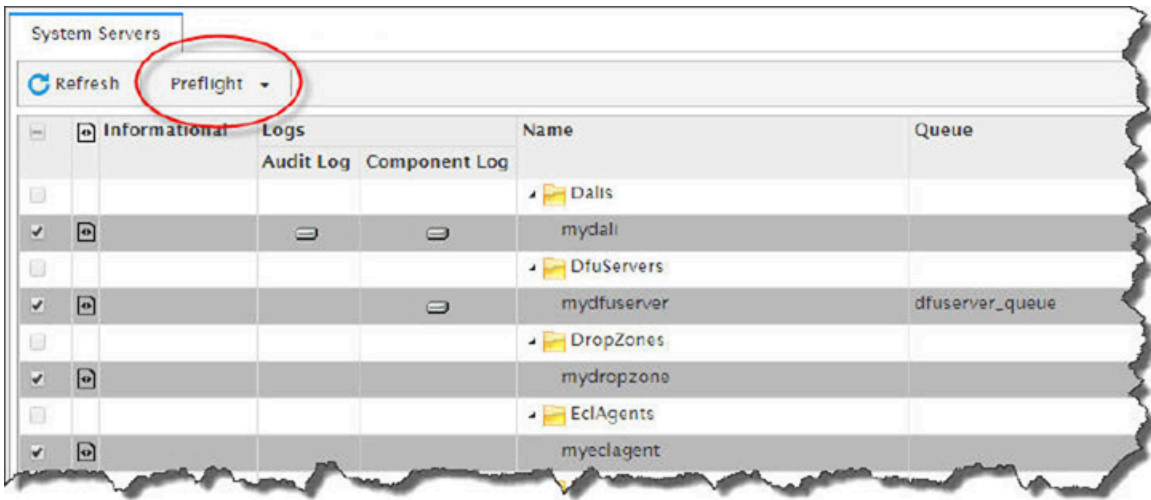 System Servers
Refresh Preflight
Informational Logs Name Queue
Audit Log Component Log
Dalis
mydali
DfuServers
mydfuserver dfuserver_queue
DropZones
mydropzone
EclAgents
myeclagent